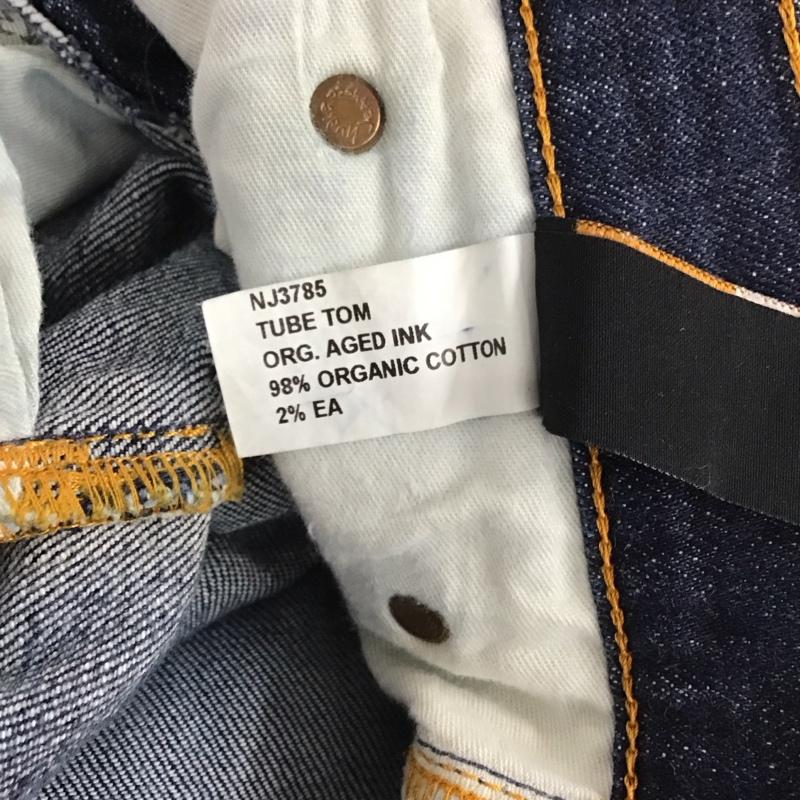 NJ3785
TUBE TOM
ORG. AGED INK
98% ORGANIC COTTON
2% EA